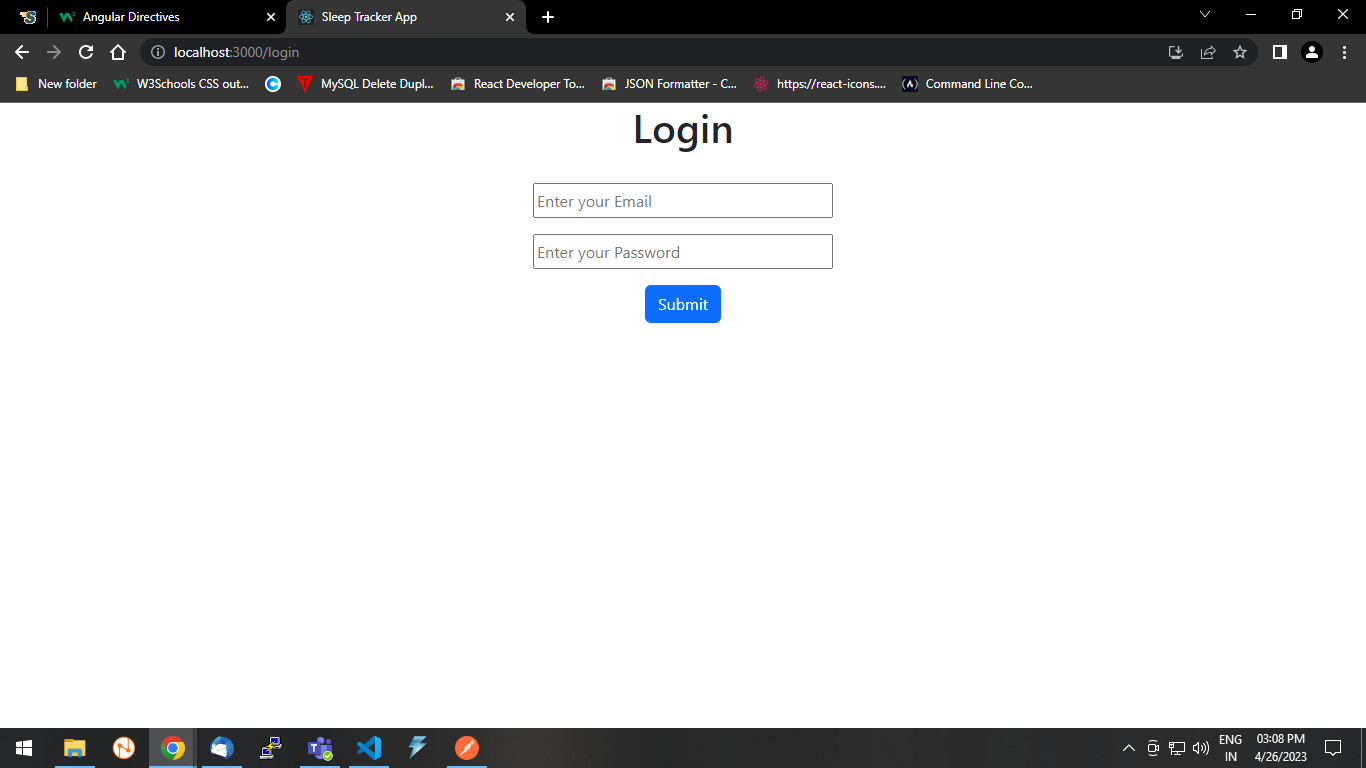 Angular Directives
Sleep Tracker App
localhost:3000/login
New folder
W3Schools CSS out...
MySQL Delete Dupl...
React Developer To...
JSON Formatter - C...
https://react-icons....
Command Line Co...
Login
Enter your Email
Enter your Password
Submit
ENG
IN
03:08 PM
4/26/2023